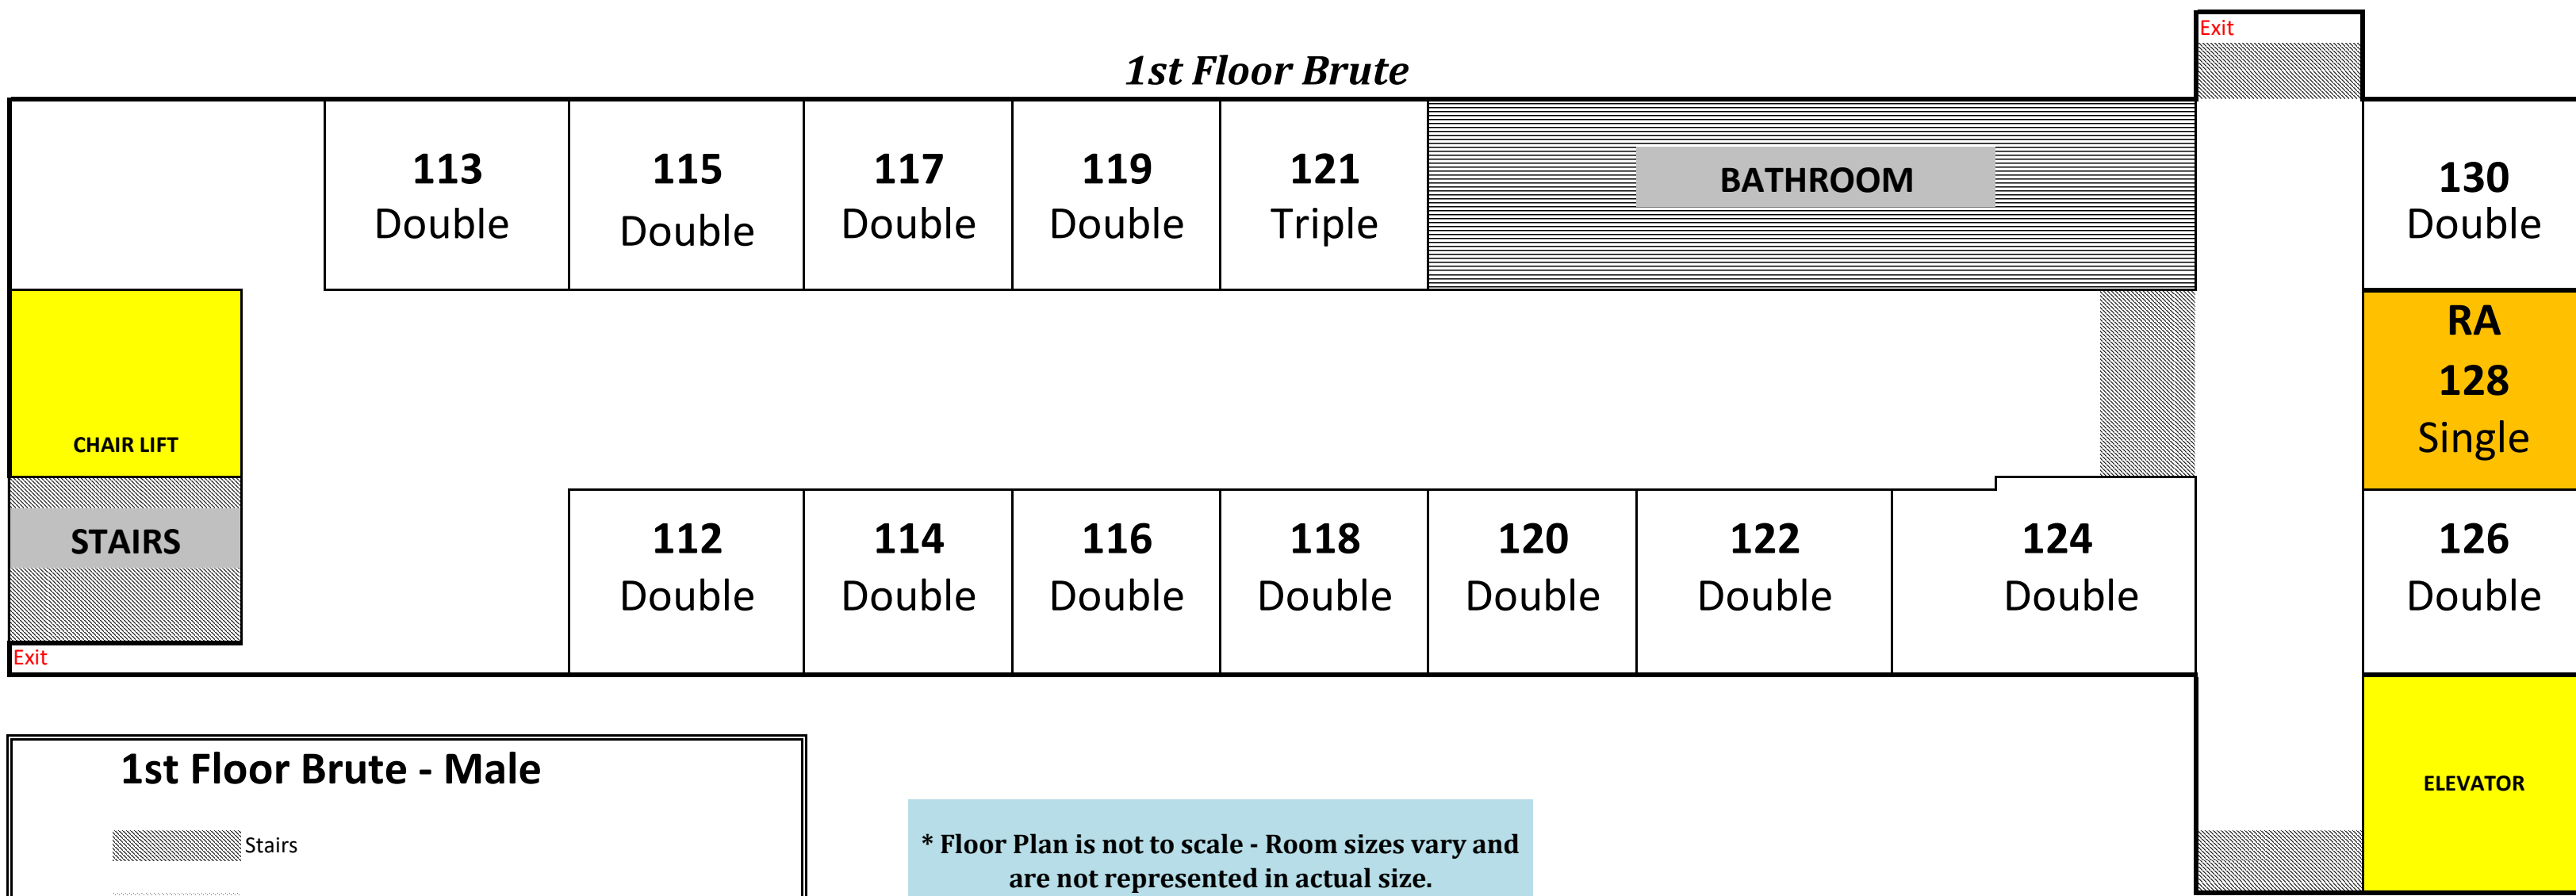 Exit
1st Floor Brute
113
Double
115
Double
117
Double
119
Double
121
Triple
BATHROOM
130
Double
CHAIR LIFT
RA
128
Single
STAIRS
Exit
112
Double
114
Double
116
Double
118
Double
120
Double
122
Double
124
Double
126
Double
ELEVATOR
1st Floor Brute - Male
Stairs
* Floor Plan is not to scale - Room sizes vary and
are not represented in actual size.